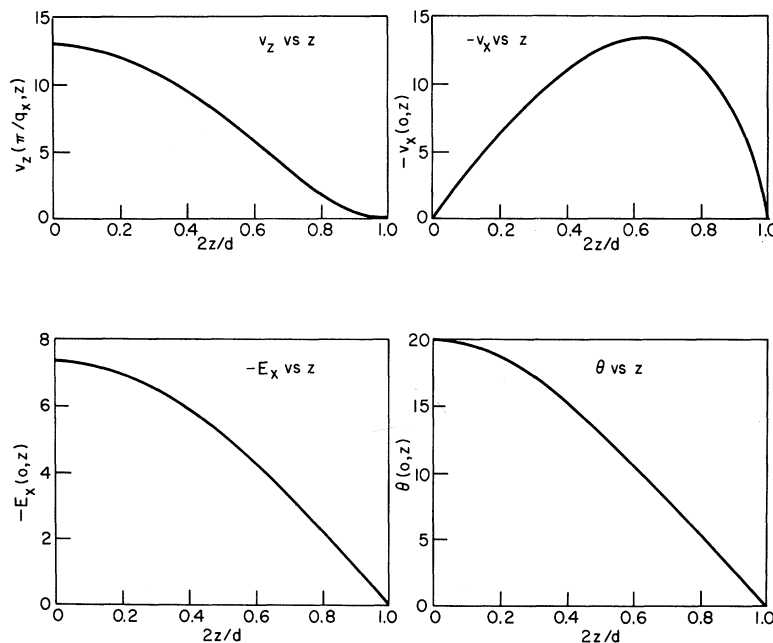 v_z vs z
v_z (π/q_x, z)
15
10
5
0
0 0.2 0.4 0.6 0.8 1.0
2z/d
-v_x vs z
-v_x (0, z)
15
10
5
0
0 0.2 0.4 0.6 0.8 1.0
2z/d
-E_x vs z
-E_x (0, z)
8
6
4
2
0
0 0.2 0.4 0.6 0.8 1.0
2z/d
θ vs z
θ (0, z)
20
15
10
5
0
0 0.2 0.4 0.6 0.8 1.0
2z/d